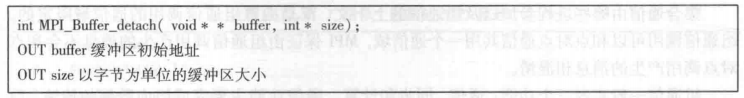 int MPI_Buffer_detach( void * * buffer, int * size);
OUT buffer 缓冲区初始地址
OUT size 以字节为单位的缓冲区大小